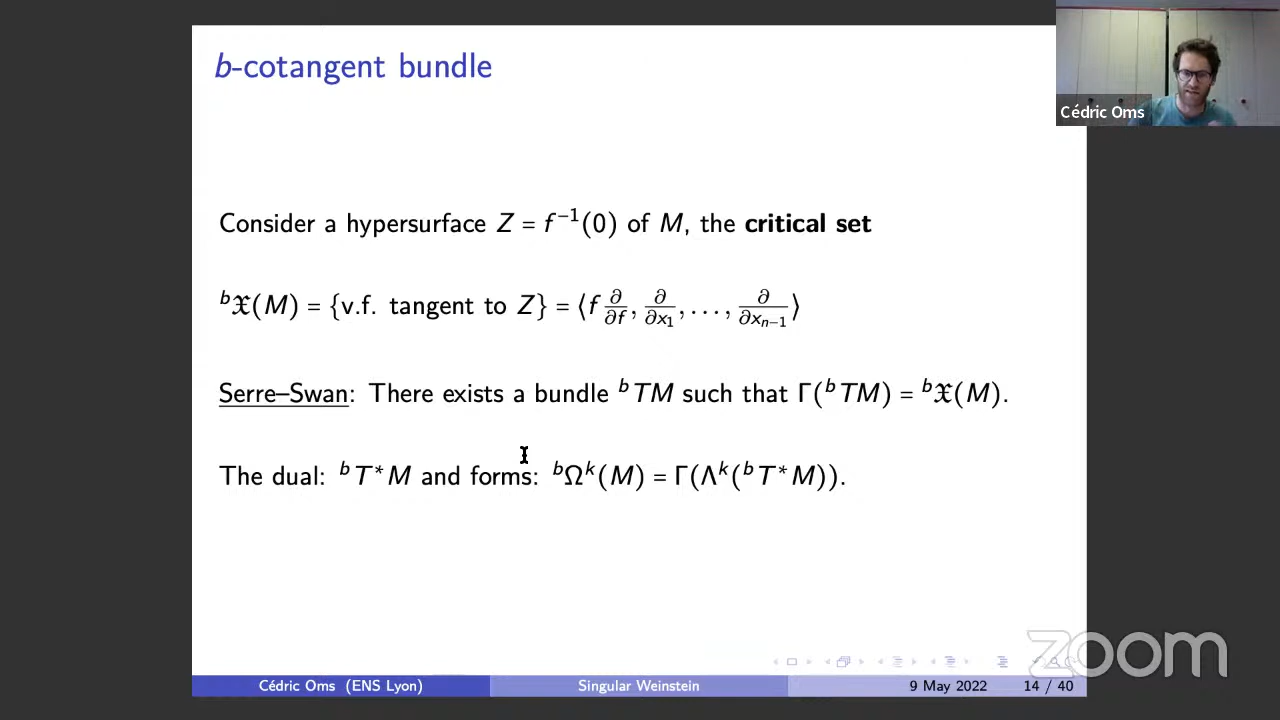 b-cotangent bundle
Cédric Oms
Consider a hypersurface Z = f⁻¹(0) of M, the critical set
ᵇ𝔛(M) = {v.f. tangent to Z} = ⟨f ∂/∂f, ∂/∂x₁, . . . , ∂/∂xₙ₋₁⟩
Serre–Swan: There exists a bundle ᵇTM such that Γ(ᵇTM) = ᵇ𝔛(M).
The dual: ᵇT*M and forms: ᵇΩᵏ(M) = Γ(Λᵏ(ᵇT*M)).
zoom
Cédric Oms (ENS Lyon) Singular Weinstein 9 May 2022 14 / 40